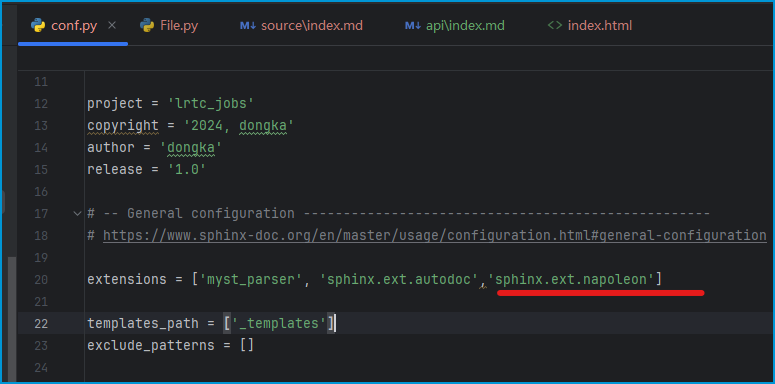 conf.py × File.py M↓ source\index.md M↓ api\index.md <> index.html
11
12 project = 'lrtc_jobs'
13 copyright = '2024, dongka'
14 author = 'dongka'
15 release = '1.0'
16
17 # -- General configuration ---------------------------------------------------
18 # https://www.sphinx-doc.org/en/master/usage/configuration.html#general-configuration
19
20 extensions = ['myst_parser', 'sphinx.ext.autodoc','sphinx.ext.napoleon']
21
22 templates_path = ['_templates']
23 exclude_patterns = []
24